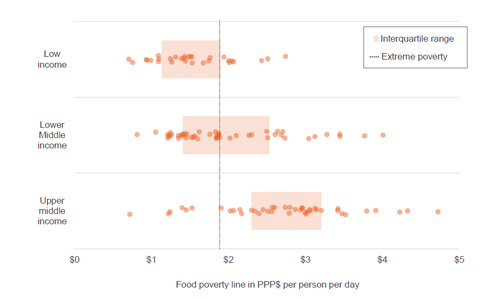 Interquartile range
Extreme poverty
Low
income
Lower
Middle
income
Upper
middle
income
$0 $1 $2 $3 $4 $5
Food poverty line in PPP$ per person per day